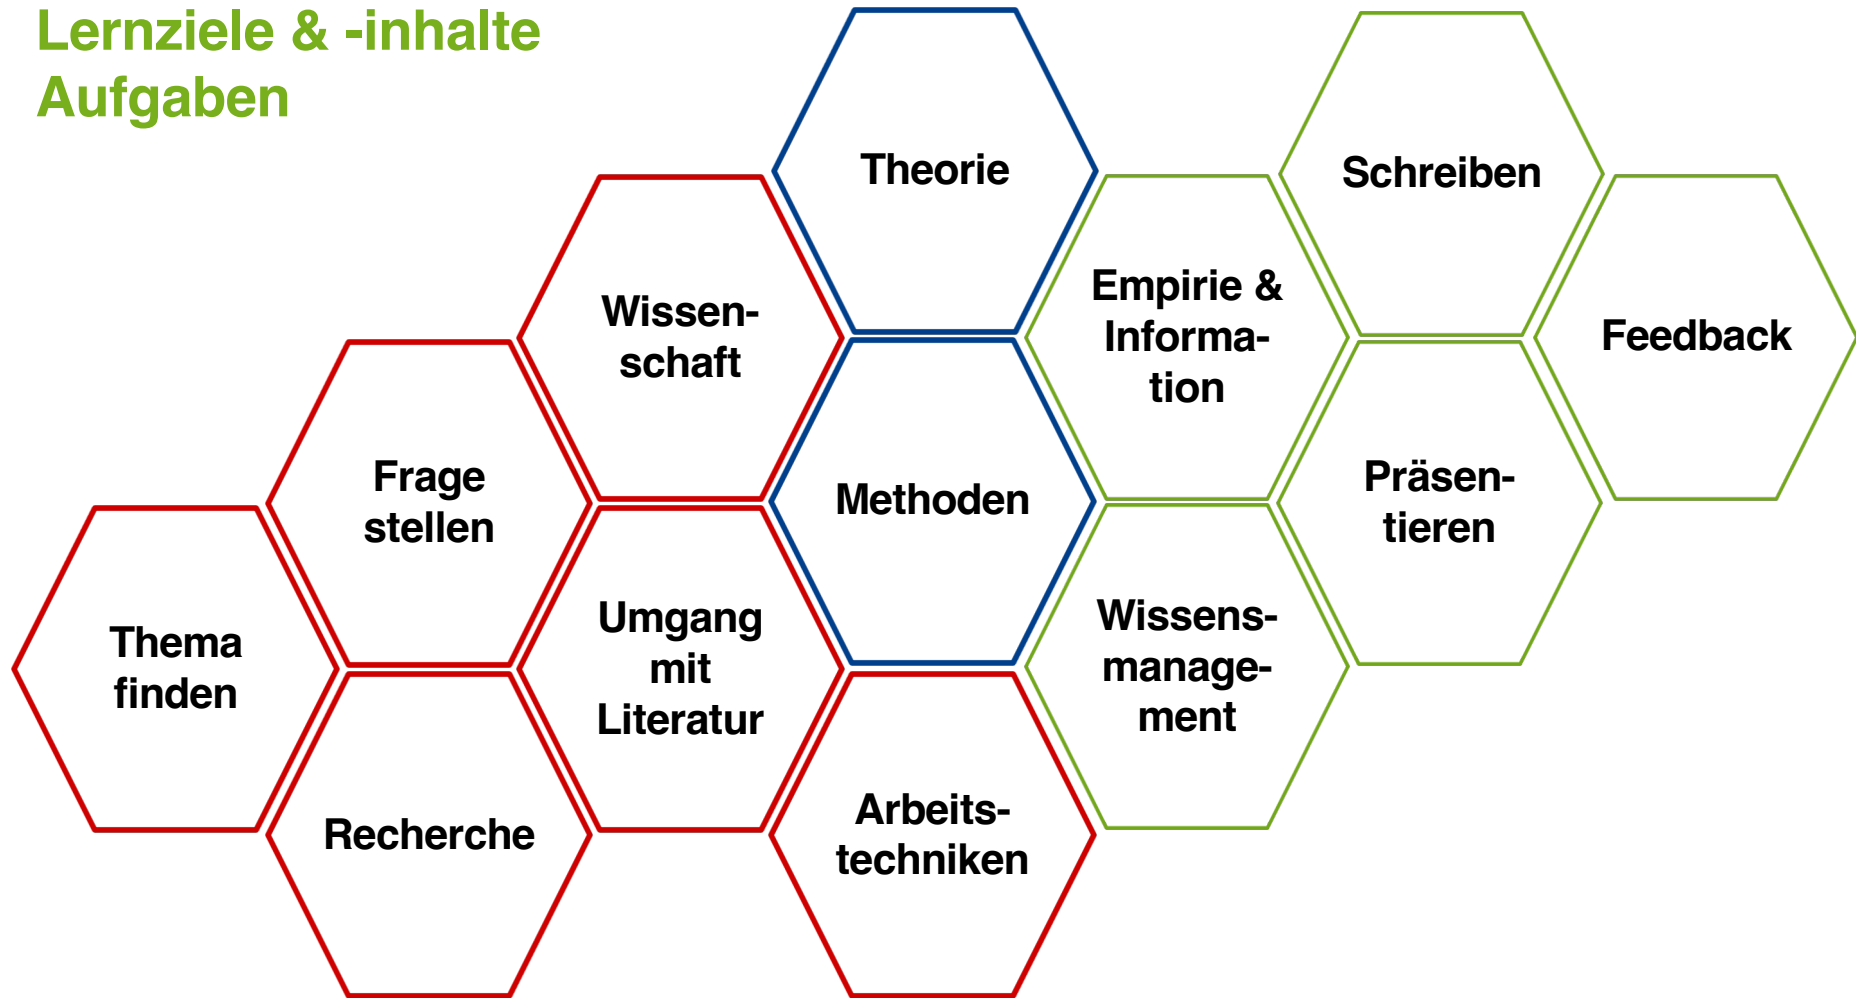 Lernziele & -inhalte
Aufgaben
Theorie
Schreiben
Wissen-
schaft
Empirie &
Informa-
tion
Feedback
Frage
stellen
Methoden
Präsen-
tieren
Thema
finden
Umgang
mit
Literatur
Wissens-
manage-
ment
Recherche
Arbeits-
techniken